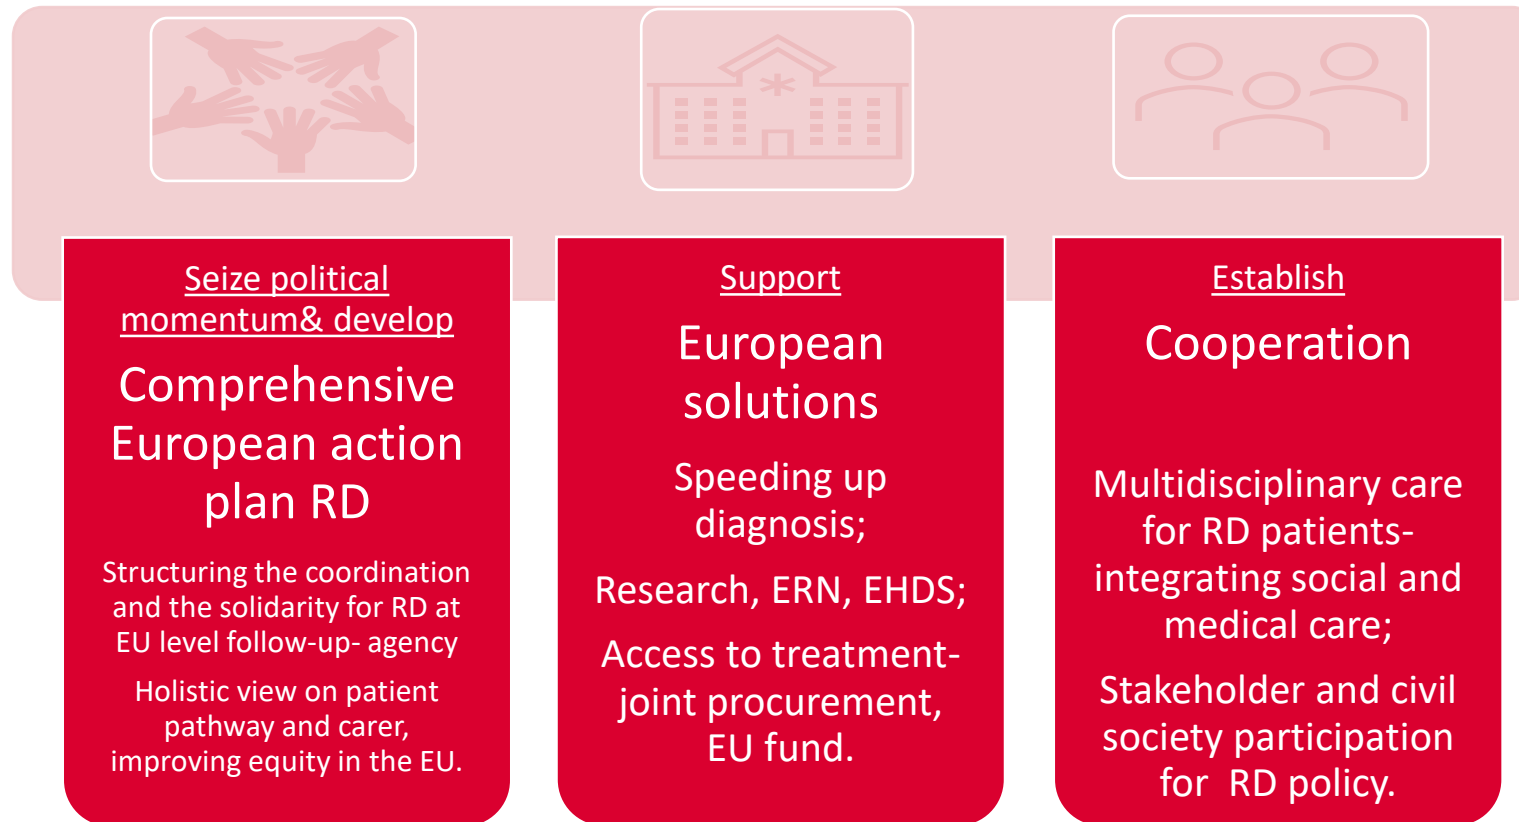 Seize political
momentum& develop
Comprehensive
European action
plan RD
Structuring the coordination
and the solidarity for RD at
EU level follow-up- agency
Holistic view on patient
pathway and carer,
improving equity in the EU.
Support
European
solutions
Speeding up
diagnosis;
Research, ERN, EHDS;
Access to treatment-
joint procurement,
EU fund.
Establish
Cooperation
Multidisciplinary care
for RD patients-
integrating social and
medical care;
Stakeholder and civil
society participation
for  RD policy.